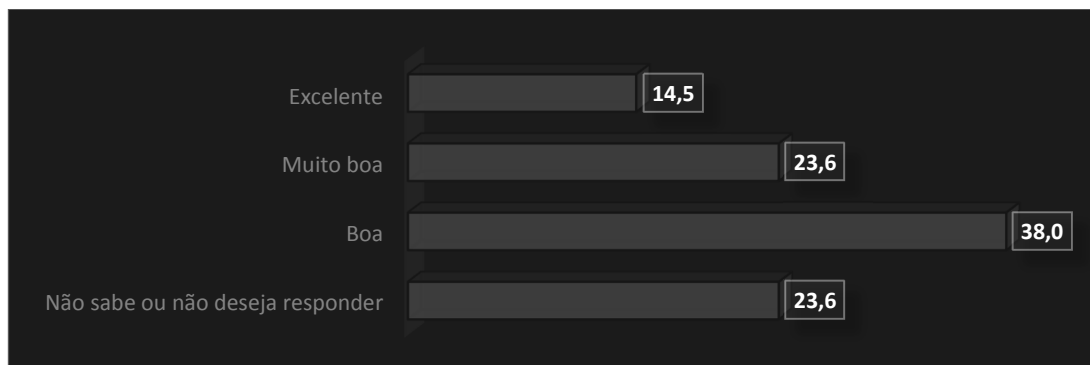 Excelente 14,5
Muito boa 23,6
Boa 38,0
Não sabe ou não deseja responder 23,6